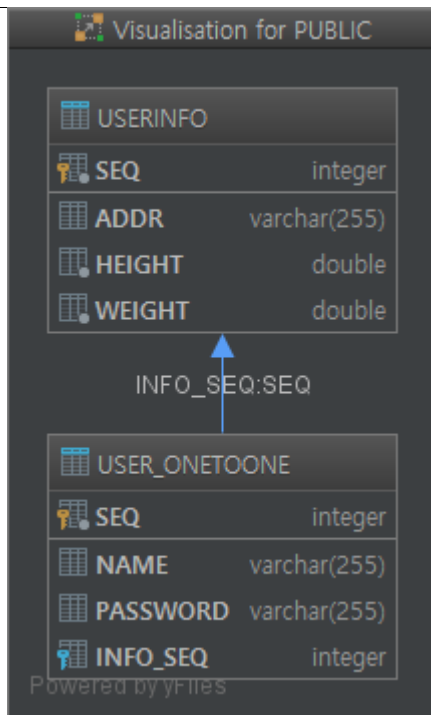 Visualisation for PUBLIC
USERINFO
SEQ integer
ADDR varchar(255)
HEIGHT double
WEIGHT double
INFO_SEQ:SEQ
USER_ONETOONE
SEQ integer
NAME varchar(255)
PASSWORD varchar(255)
INFO_SEQ integer
Powered by yFiles